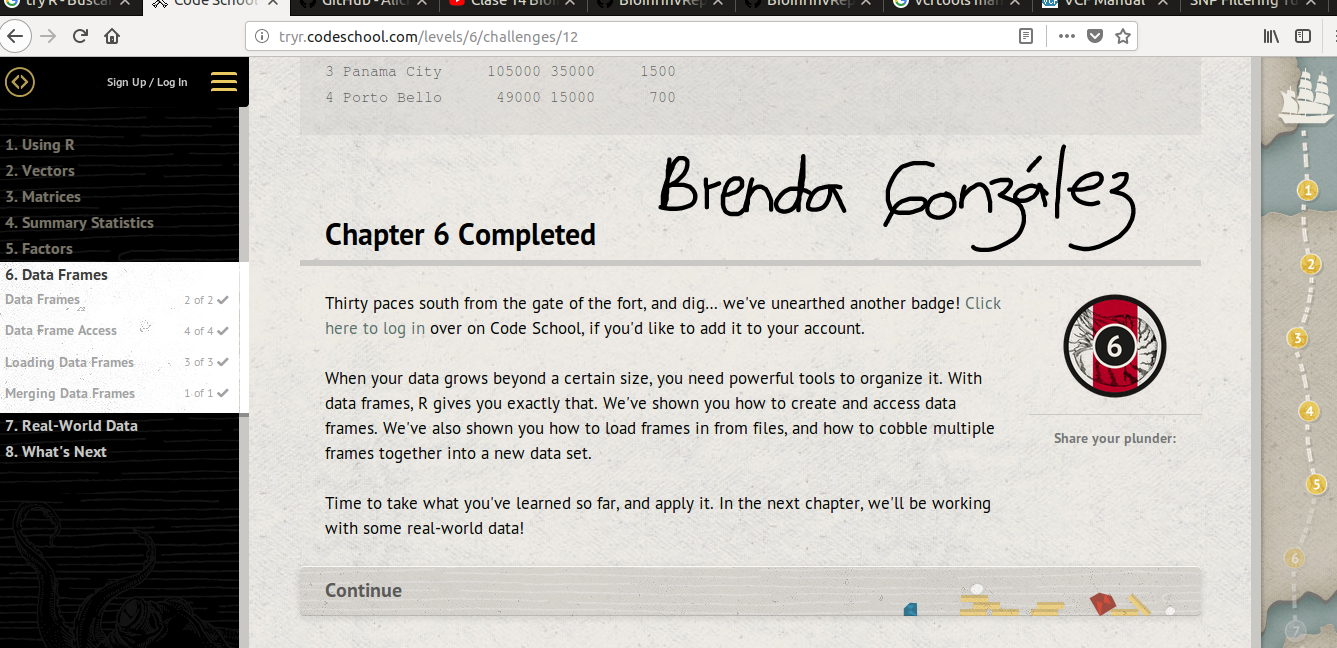 try R - Buscar
Code School
GitHub - Alici
Clase 14 Bioin
BioinfinvRep
BioinfinvRep
vcftools man
VCF Manual
SNP Filtering Tu
tryr.codeschool.com/levels/6/challenges/12
Sign Up / Log In
1. Using R
2. Vectors
3. Matrices
4. Summary Statistics
5. Factors
6. Data Frames
Data Frames 2 of 2
Data Frame Access 4 of 4
Loading Data Frames 3 of 3
Merging Data Frames 1 of 1
7. Real-World Data
8. What's Next
3 Panama City 105000 35000 1500
4 Porto Bello 49000 15000 700
Brenda González
Chapter 6 Completed
Thirty paces south from the gate of the fort, and dig... we've unearthed another badge! Click
here to log in over on Code School, if you'd like to add it to your account.
When your data grows beyond a certain size, you need powerful tools to organize it. With
data frames, R gives you exactly that. We've shown you how to create and access data
frames. We've also shown you how to load frames in from files, and how to cobble multiple
frames together into a new data set.
Time to take what you've learned so far, and apply it. In the next chapter, we'll be working
with some real-world data!
6
Share your plunder:
Continue
1
2
3
4
5
6
7